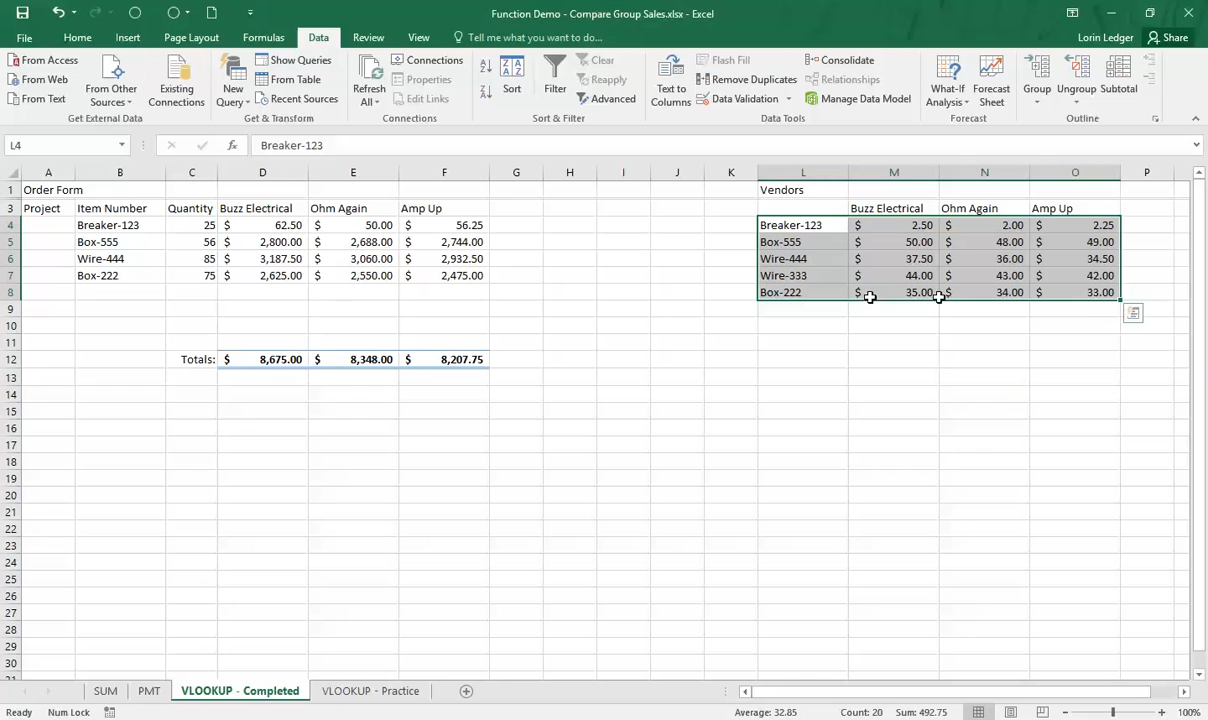 Function Demo - Compare Group Sales.xlsx - Excel
File Home Insert Page Layout Formulas Data Review View Tell me what you want to do... Lorin Ledger Share
From Access
From Web
From Text
From Other Sources
Existing Connections
Get External Data
New Query
Show Queries
From Table
Recent Sources
Get & Transform
Refresh All
Connections
Properties
Edit Links
Connections
Sort
Filter
Clear
Reapply
Advanced
Sort & Filter
Text to Columns
Flash Fill
Remove Duplicates
Data Validation
Consolidate
Relationships
Manage Data Model
Data Tools
What-If Analysis
Forecast Sheet
Forecast
Group
Ungroup
Subtotal
Outline
L4 fx Breaker-123
A B C D E F G H I J K L M N O P
1 Order Form Vendors
3 Project Item Number Quantity Buzz Electrical Ohm Again Amp Up Buzz Electrical Ohm Again Amp Up
4 Breaker-123 25 $ 62.50 $ 50.00 $ 56.25 Breaker-123 $ 2.50 $ 2.00 $ 2.25
5 Box-555 56 $ 2,800.00 $ 2,688.00 $ 2,744.00 Box-555 $ 50.00 $ 48.00 $ 49.00
6 Wire-444 85 $ 3,187.50 $ 3,060.00 $ 2,932.50 Wire-444 $ 37.50 $ 36.00 $ 34.50
7 Box-222 75 $ 2,625.00 $ 2,550.00 $ 2,475.00 Wire-333 $ 44.00 $ 43.00 $ 42.00
8 Box-222 $ 35.00 $ 34.00 $ 33.00
9
10
11
12 Totals: $ 8,675.00 $ 8,348.00 $ 8,207.75
13
14
15
16
17
18
19
20
21
22
23
24
25
26
27
28
29
30
SUM PMT VLOOKUP - Completed VLOOKUP - Practice
Ready Num Lock Average: 32.85 Count: 20 Sum: 492.75 100%